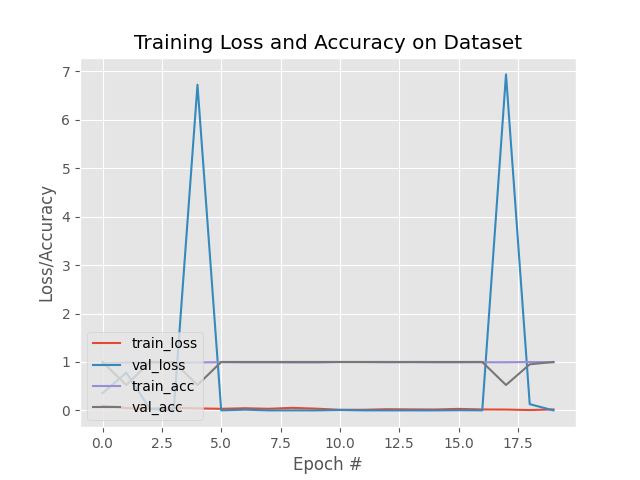 Training Loss and Accuracy on Dataset
Loss/Accuracy
7
6
5
4
3
2
1
0
train_loss
val_loss
train_acc
val_acc
0.0 2.5 5.0 7.5 10.0 12.5 15.0 17.5
Epoch #